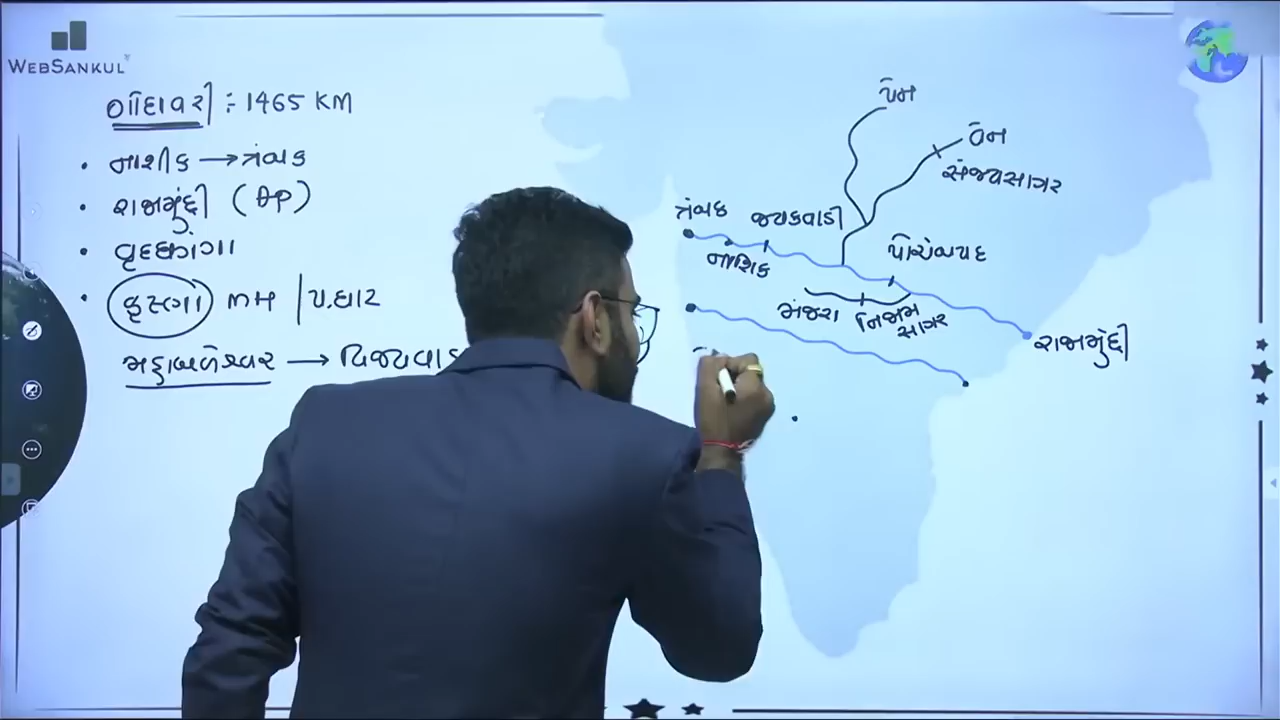 WEBSANKUL
ગોદાવરી :- 1465 KM
• નાશીક → ત્રંબક
• રાજમુંદ્રી (AP)
• વૃદ્ધગંગા
• કૃષ્ણા MH | પ.ઘાટ
મહાબળેશ્વર → વિજયવાડ
પેન
વેન
સંજયસાગર
ત્રંબક
જયકવાડી
નાશિક
પોચંમપદ
મંજરા
નિજામ
સાગર
રાજમુંદ્રી